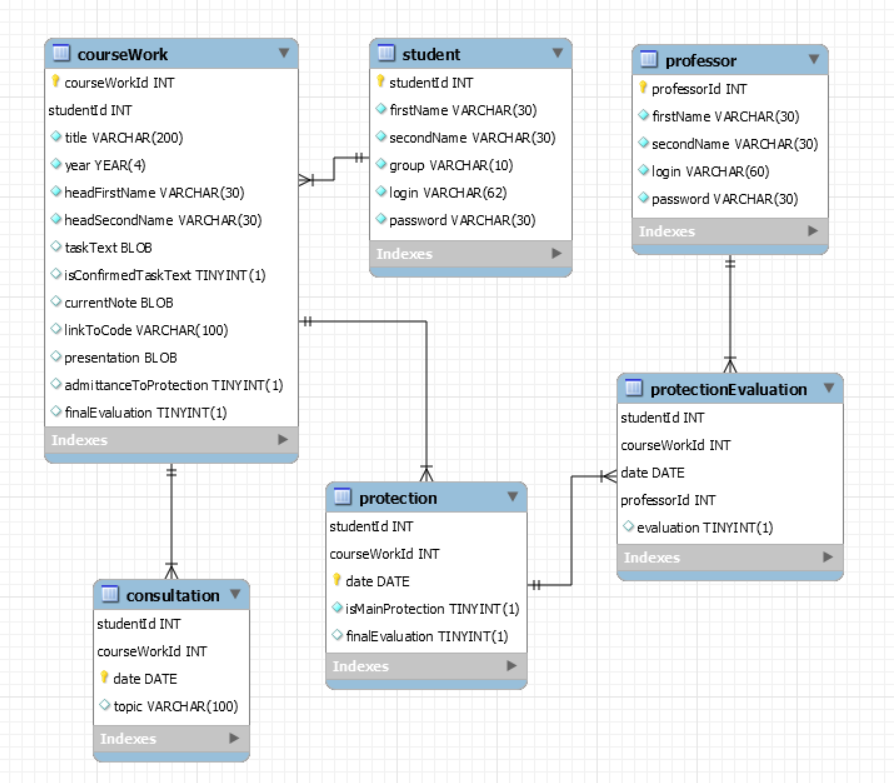 courseWork
courseWorkId INT
studentId INT
title VARCHAR(200)
year YEAR(4)
headFirstName VARCHAR(30)
headSecondName VARCHAR(30)
taskText BLOB
isConfirmedTaskText TINYINT(1)
currentNote BLOB
linkToCode VARCHAR(100)
presentation BLOB
admittanceToProtection TINYINT(1)
finalEvaluation TINYINT(1)
Indexes
student
studentId INT
firstName VARCHAR(30)
secondName VARCHAR(30)
group VARCHAR(10)
login VARCHAR(62)
password VARCHAR(30)
Indexes
professor
professorId INT
firstName VARCHAR(30)
secondName VARCHAR(30)
login VARCHAR(60)
password VARCHAR(30)
Indexes
protectionEvaluation
studentId INT
courseWorkId INT
date DATE
professorId INT
evaluation TINYINT(1)
Indexes
protection
studentId INT
courseWorkId INT
date DATE
isMainProtection TINYINT(1)
finalEvaluation TINYINT(1)
Indexes
consultation
studentId INT
courseWorkId INT
date DATE
topic VARCHAR(100)
Indexes